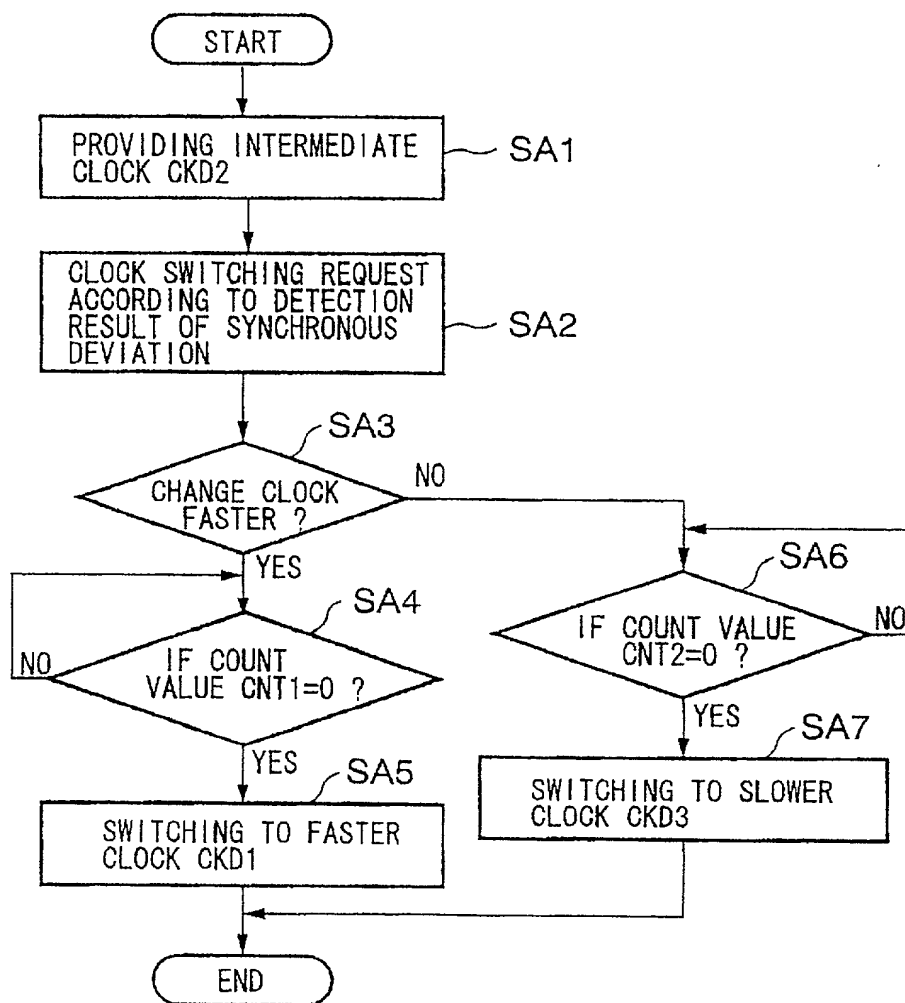 START
PROVIDING INTERMEDIATE
CLOCK CKD2
SA1
CLOCK SWITCHING REQUEST
ACCORDING TO DETECTION
RESULT OF SYNCHRONOUS
DEVIATION
SA2
SA3
CHANGE CLOCK
FASTER ?
NO
YES
SA4
IF COUNT
VALUE CNT1=0 ?
NO
YES
SA5
SWITCHING TO FASTER
CLOCK CKD1
SA6
IF COUNT VALUE
CNT2=0 ?
NO
YES
SA7
SWITCHING TO SLOWER
CLOCK CKD3
END